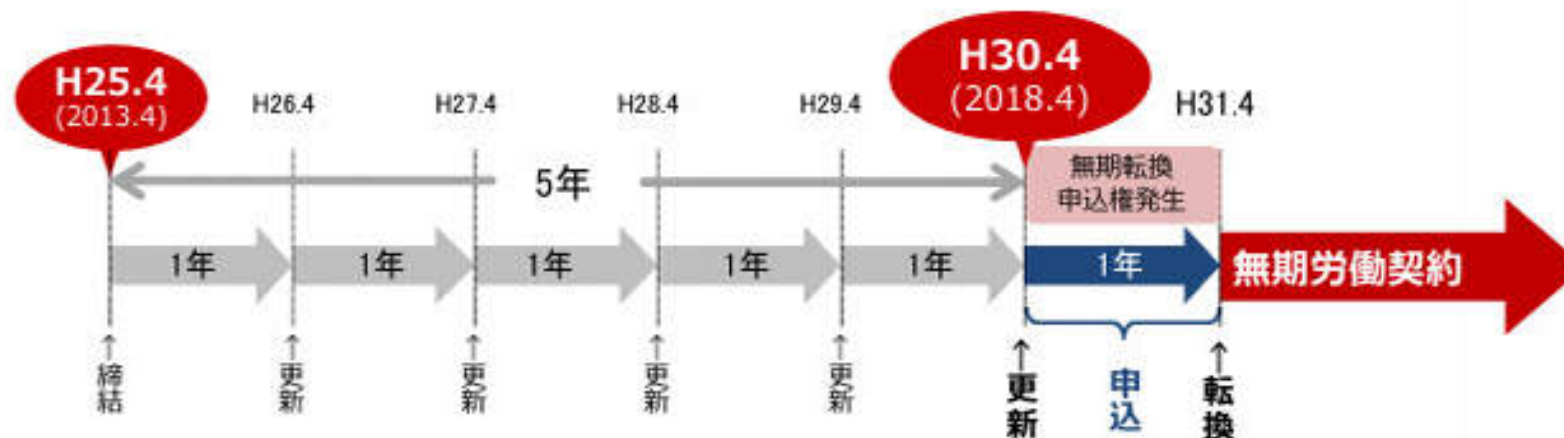 H25.4
(2013.4)
H26.4
H27.4
H28.4
H29.4
H30.4
(2018.4)
H31.4
5年
無期転換
申込権発生
1年
1年
1年
1年
1年
1年
無期労働契約
↑締結
↑更新
↑更新
↑更新
↑更新
↑更新
申込
↑転換